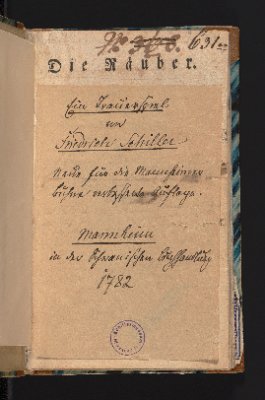 631
Die Räuber.
Ein Trauerspiel
von
Friedrich Schiller
Neue für die Mannheimer
bühne verbesserte Auflage.
Mannheim
in der Schwanischen Buchhandlung
1782